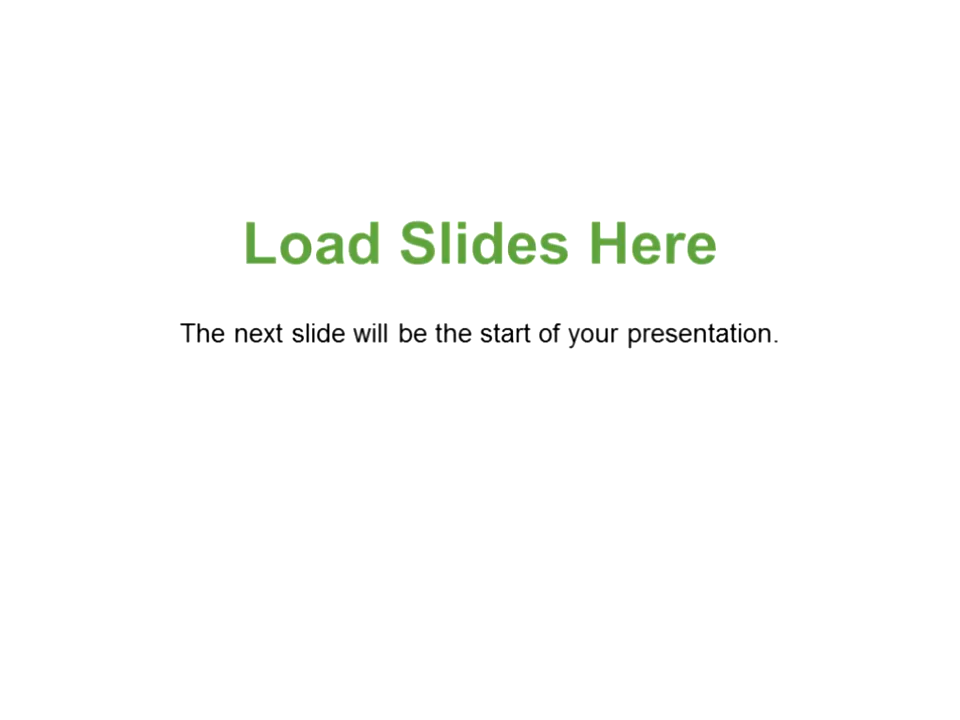 Load Slides Here
The next slide will be the start of your presentation.